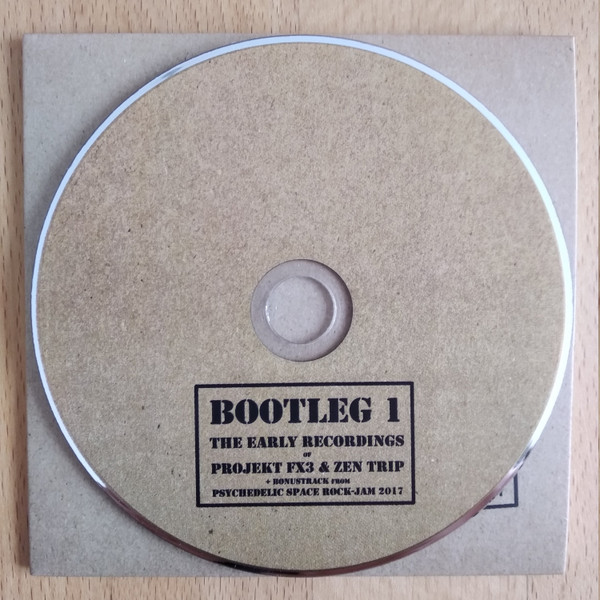 BOOTLEG 1
THE EARLY RECORDINGS
OF
PROJEKT FX3 & ZEN TRIP
+ BONUSTRACK FROM
PSYCHEDELIC SPACE ROCK-JAM 2017